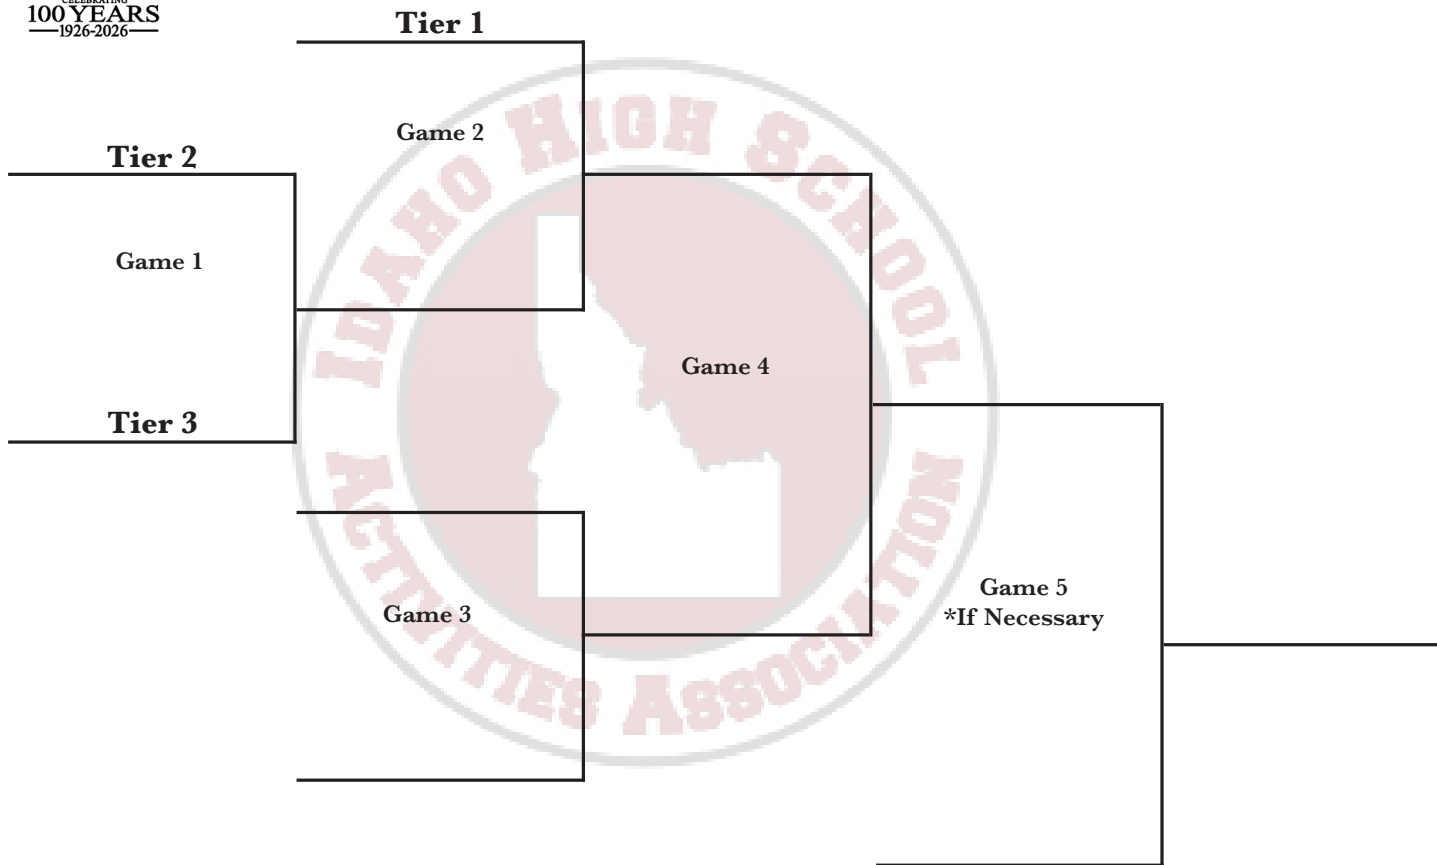 CELEBRATING
100 YEARS
1926-2026
Tier 1
Game 2
Tier 2
Game 1
Game 4
Tier 3
Game 3
Game 5
*If Necessary
IDAHO HIGH SCHOOL
ACTIVITIES ASSOCIATION